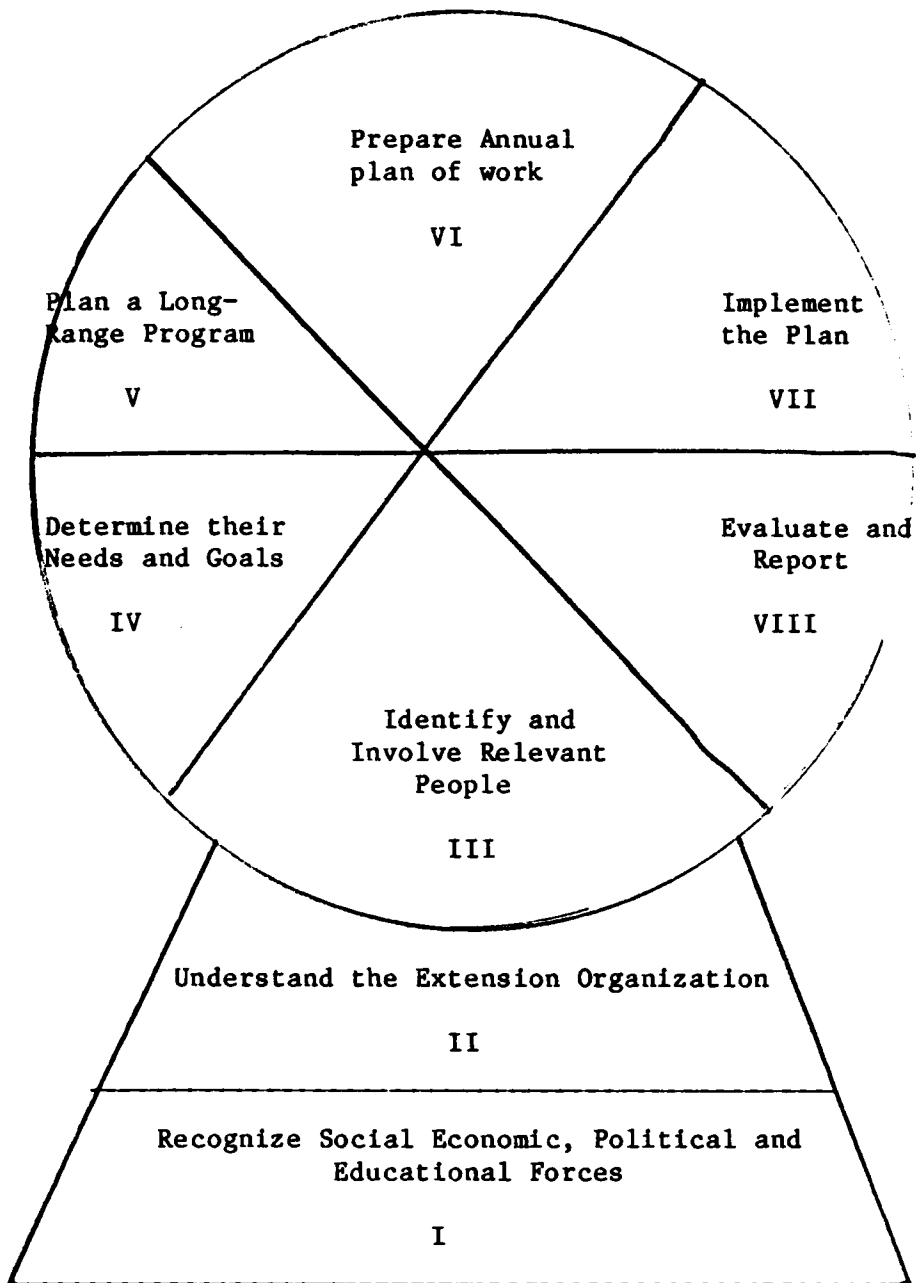 Prepare Annual
plan of work
VI
Plan a Long-
Range Program
V
Implement
the Plan
VII
Determine their
Needs and Goals
IV
Evaluate and
Report
VIII
Identify and
Involve Relevant
People
III
Understand the Extension Organization
II
Recognize Social Economic, Political and
Educational Forces
I